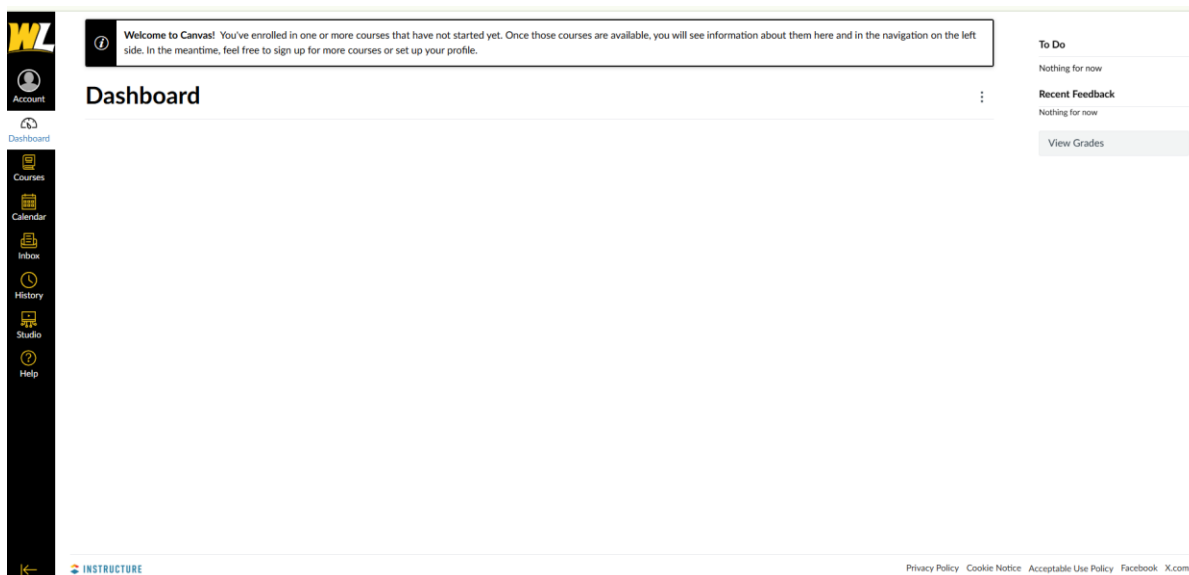 WL
Account
Dashboard
Courses
Calendar
Inbox
History
Studio
Help
Welcome to Canvas! You've enrolled in one or more courses that have not started yet. Once those courses are available, you will see information about them here and in the navigation on the left
side. In the meantime, feel free to sign up for more courses or set up your profile.
Dashboard
To Do
Nothing for now
Recent Feedback
Nothing for now
View Grades
INSTRUCTURE
Privacy Policy Cookie Notice Acceptable Use Policy Facebook X.com